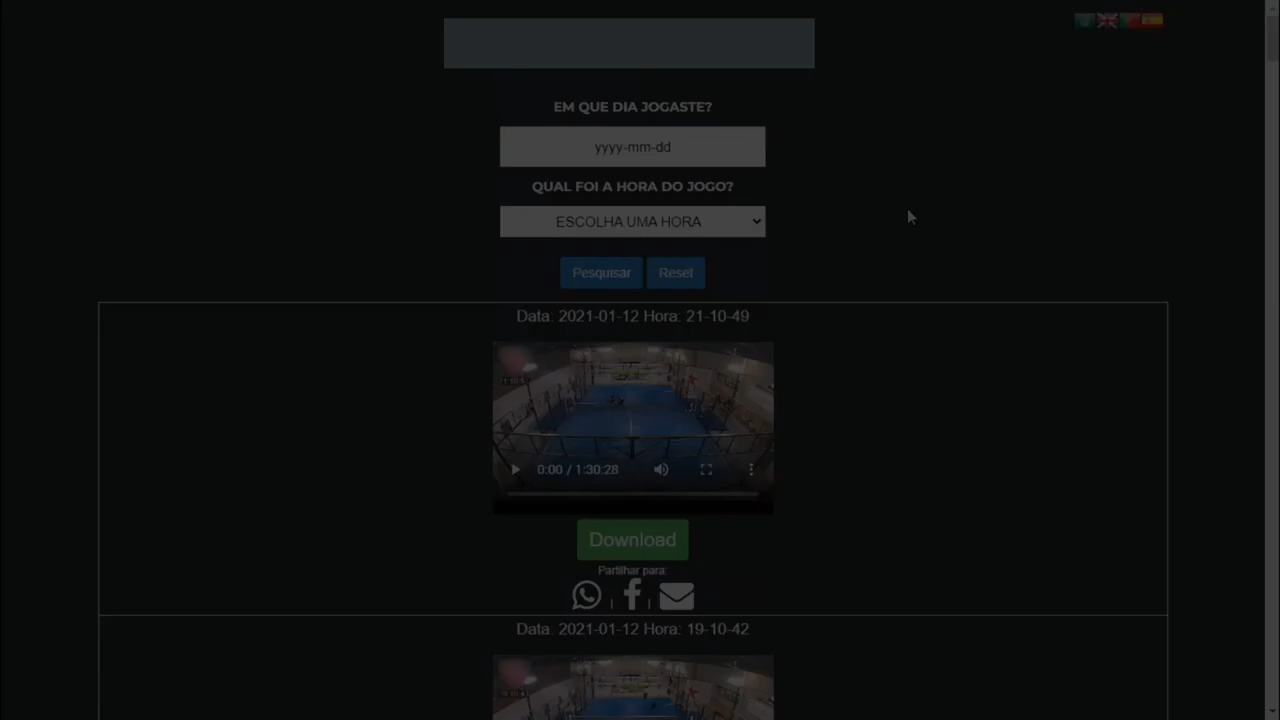 EM QUE DIA JOGASTE?
yyyy-mm-dd
QUAL FOI A HORA DO JOGO?
ESCOLHA UMA HORA
Pesquisar Reset
Data: 2021-01-12 Hora: 21-10-49
0:00 / 1:30:28
Download
Partilhar para:
Data: 2021-01-12 Hora: 19-10-42